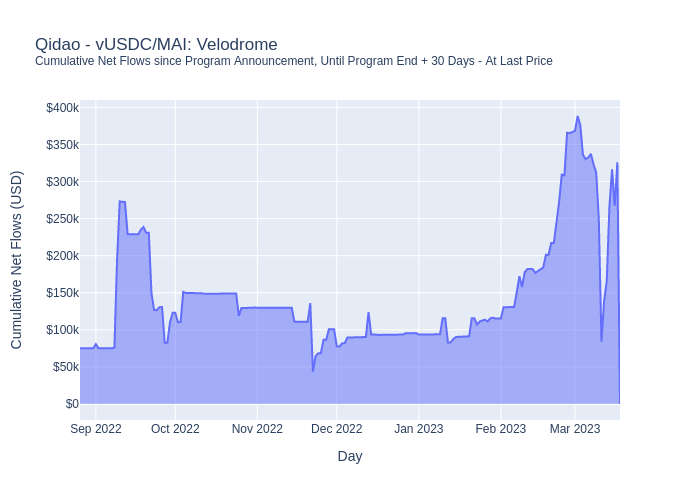 Qidao - vUSDC/MAI: Velodrome
Cumulative Net Flows since Program Announcement, Until Program End + 30 Days - At Last Price
Cumulative Net Flows (USD)
$400k
$350k
$300k
$250k
$200k
$150k
$100k
$50k
$0
Sep 2022 Oct 2022 Nov 2022 Dec 2022 Jan 2023 Feb 2023 Mar 2023
Day